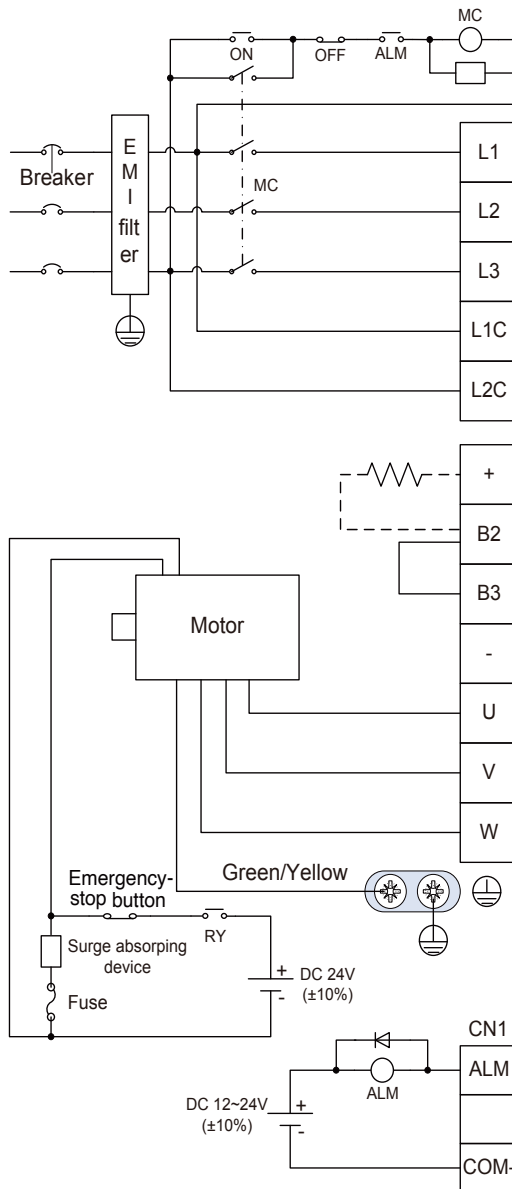 MC
ON
OFF
ALM
Breaker
E
M
I
filt
er
MC
L1
L2
L3
L1C
L2C
+
B2
B3
-
U
V
W
Motor
Green/Yellow
Emergency-
stop button
RY
Surge absorping
device
Fuse
+
-
DC 24V
(±10%)
CN1
ALM
COM-
ALM
DC 12~24V
(±10%)
+
-